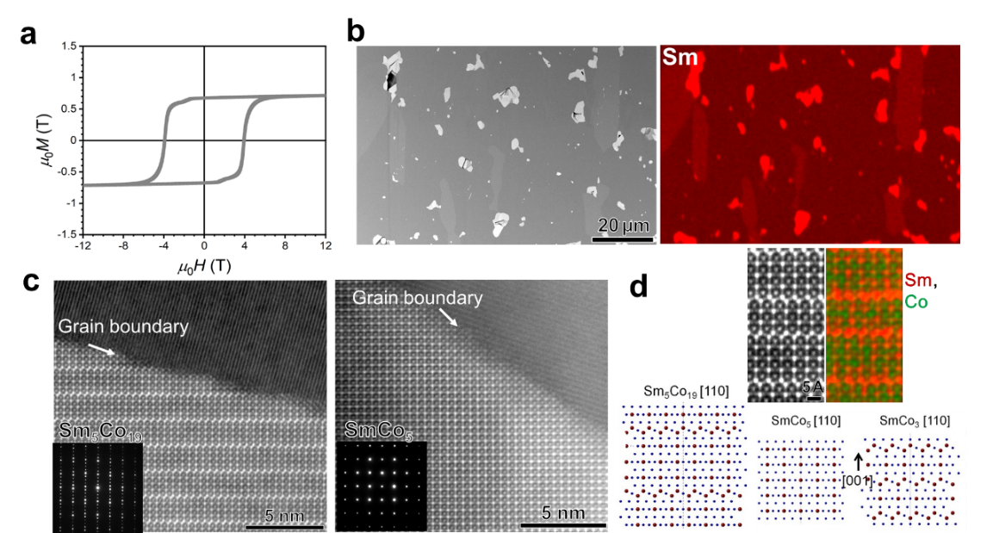 a
1.5
1
0.5
0
-0.5
-1
-1.5
-12 -8 -4 0 4 8 12
μ₀M (T)
μ₀H (T)
b
20 μm
Sm
c
Grain boundary
Sm₅Co₁₉
5 nm
Grain boundary
SmCo₅
5 nm
d
Sm,
Co
5Å
Sm₅Co₁₉ [110]
SmCo₅ [110]
SmCo₃ [110]
[001]